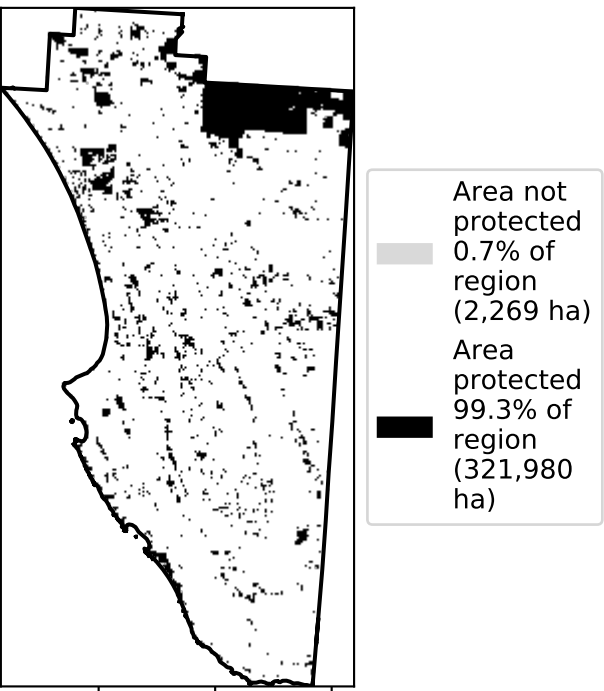 Area not
protected
0.7% of
region
(2,269 ha)
Area
protected
99.3% of
region
(321,980
ha)